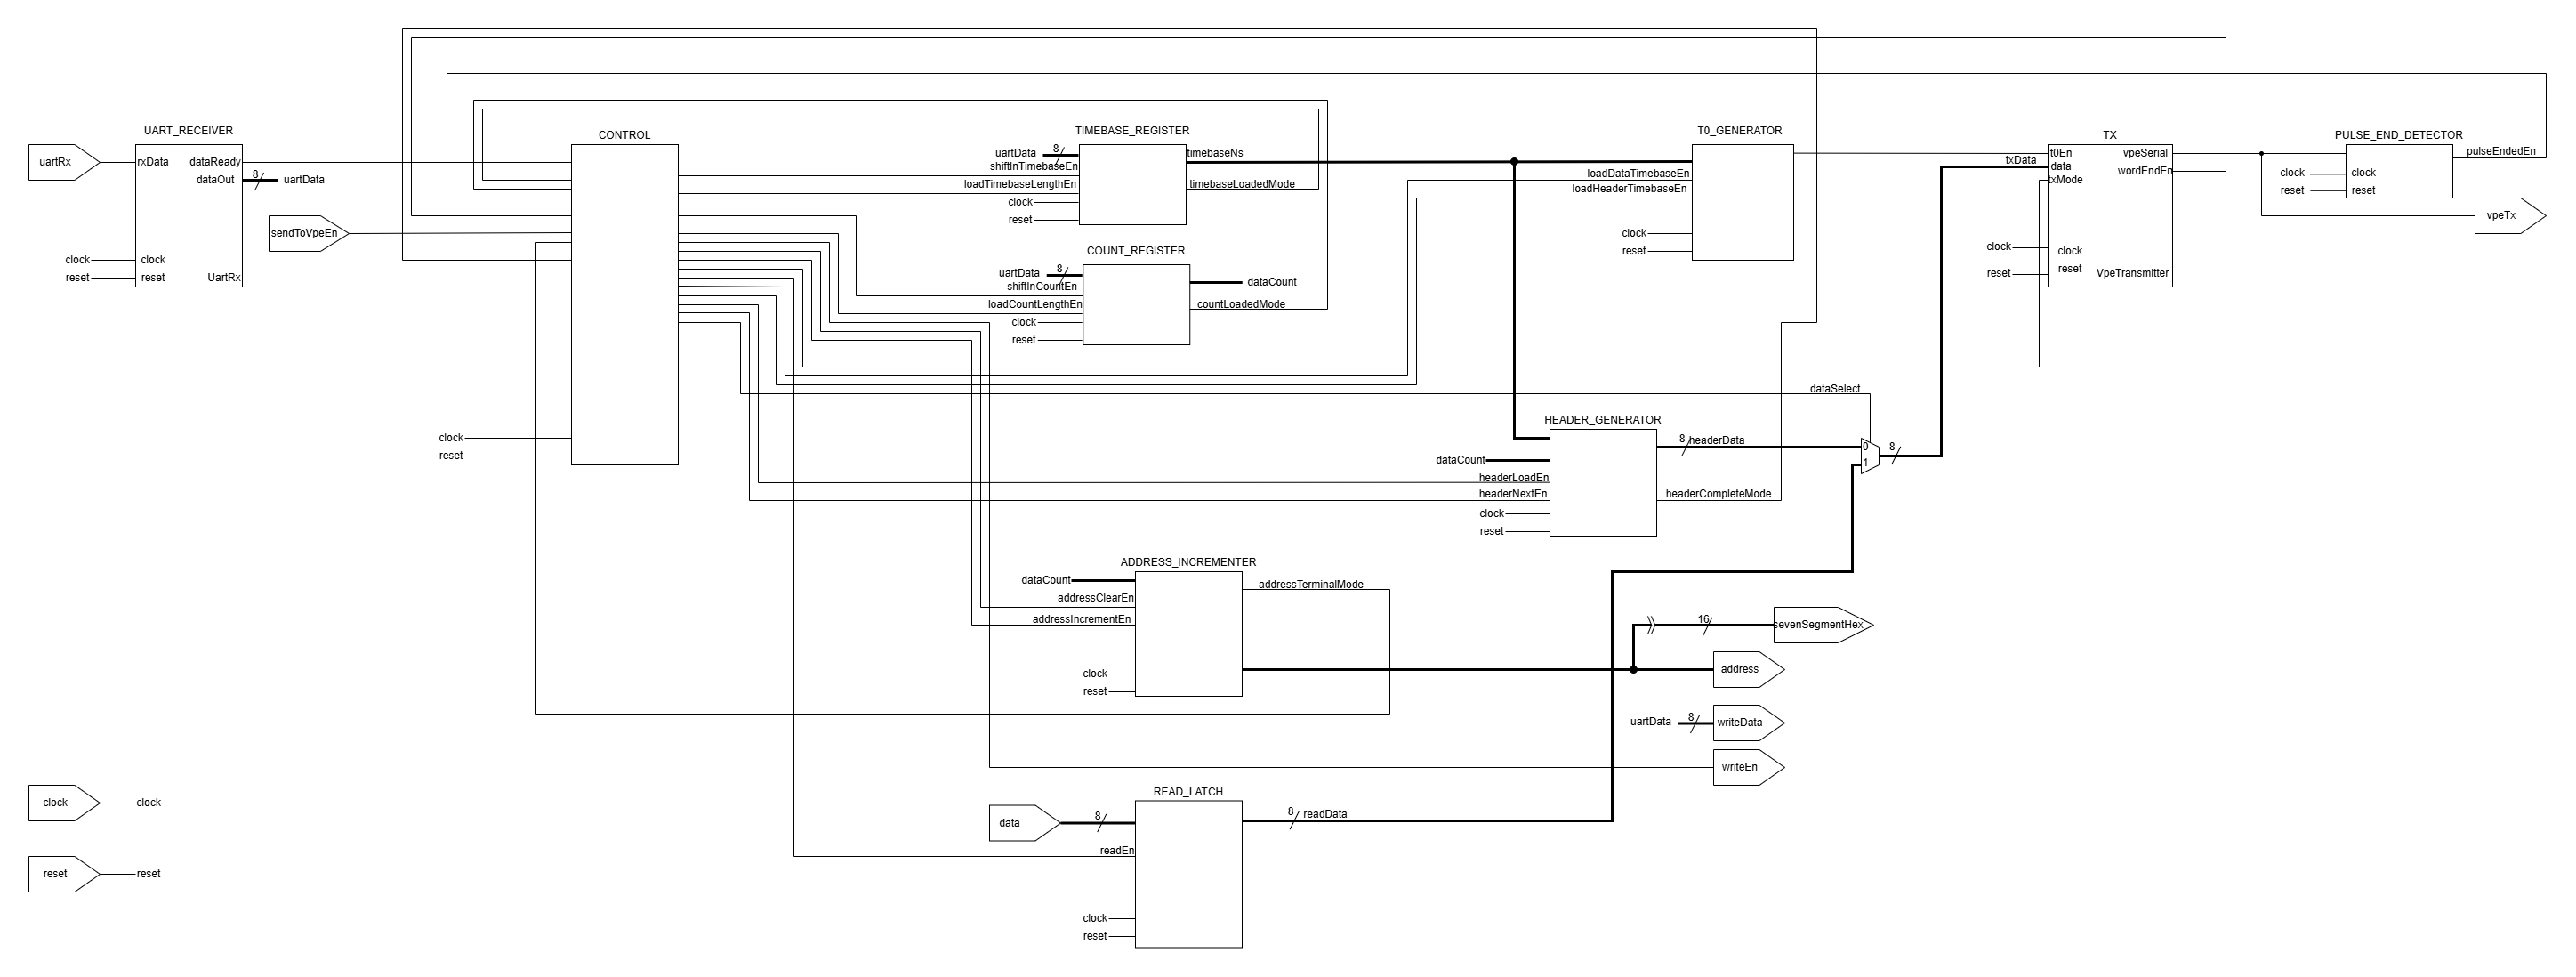 UART_RECEIVER
uartRx
rxData
dataReady
dataOut
8
uartData
clock
clock
reset
reset
UartRx
sendToVpeEn
CONTROL
clock
reset
TIMEBASE_REGISTER
uartData
8
shiftInTimebaseEn
loadTimebaseLengthEn
clock
reset
timebaseNs
timebaseLoadedMode
COUNT_REGISTER
uartData
8
shiftInCountEn
loadCountLengthEn
clock
reset
dataCount
countLoadedMode
T0_GENERATOR
loadDataTimebaseEn
loadHeaderTimebaseEn
clock
reset
TX
txData
t0En
data
txMode
vpeSerial
wordEndEn
clock
clock
reset
reset
VpeTransmitter
PULSE_END_DETECTOR
clock
clock
reset
reset
pulseEndedEn
vpeTx
dataSelect
HEADER_GENERATOR
dataCount
headerLoadEn
headerNextEn
clock
reset
8
headerData
headerCompleteMode
0
1
8
ADDRESS_INCREMENTER
dataCount
addressClearEn
addressIncrementEn
clock
reset
addressTerminalMode
16
sevenSegmentHex
address
uartData
8
writeData
writeEn
clock
clock
reset
reset
READ_LATCH
data
8
readEn
clock
reset
8
readData